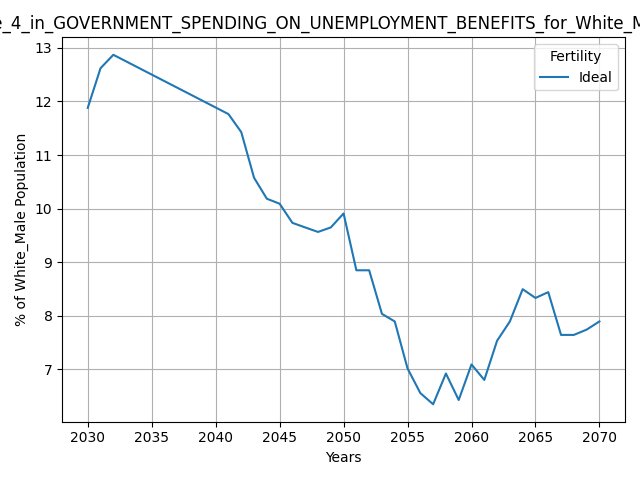 _4_in_GOVERNMENT_SPENDING_ON_UNEMPLOYMENT_BENEFITS_for_White_M
Fertility
Ideal
% of White_Male Population
13
12
11
10
9
8
7
2030 2035 2040 2045 2050 2055 2060 2065 2070
Years